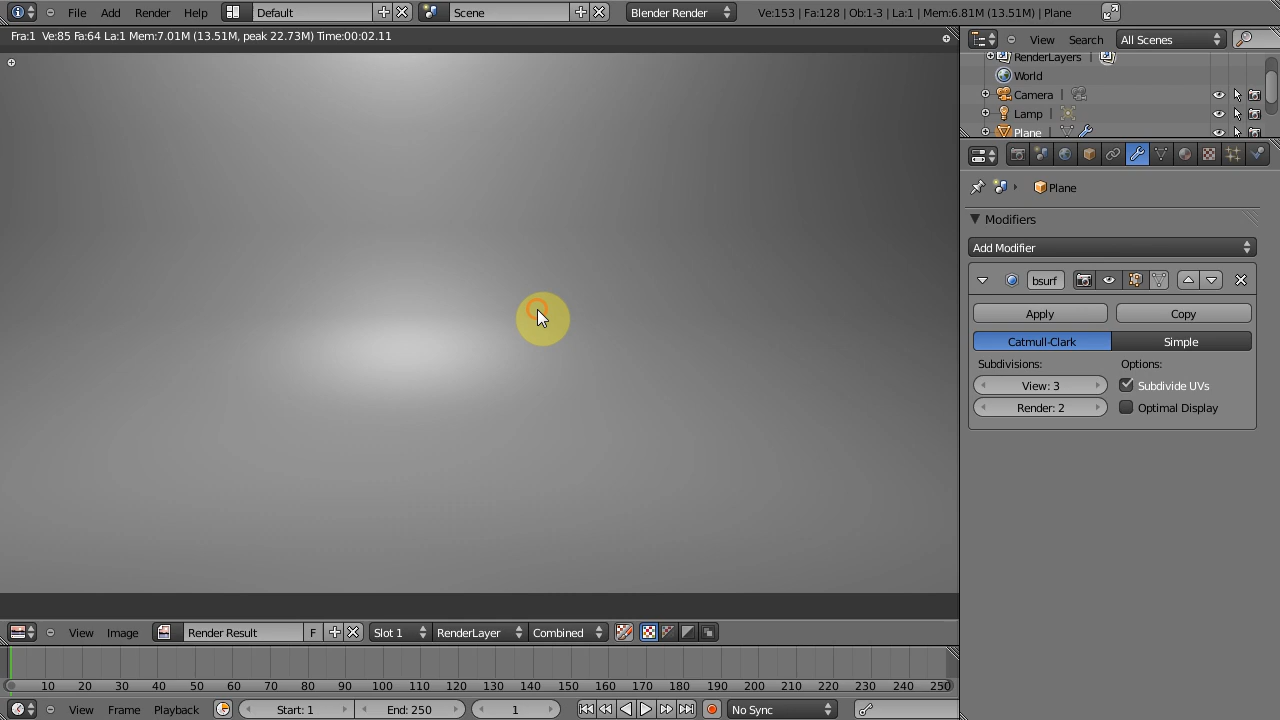 File Add Render Help Default Scene Blender Render Ve:153 | Fa:128 | Ob:1-3 | La:1 | Mem:6.81M (13.51M) | Plane
Fra:1 Ve:85 Fa:64 La:1 Mem:7.01M (13.51M, peak 22.73M) Time:00:02.11
View Search All Scenes
RenderLayers |
World
Camera |
Lamp |
Plane |
Plane
Modifiers
Add Modifier
bsurf
Apply Copy
Catmull-Clark Simple
Subdivisions: Options:
View: 3 Subdivide UVs
Render: 2 Optimal Display
View Image Render Result F Slot 1 RenderLayer Combined
10 20 30 40 50 60 70 80 90 100 110 120 130 140 150 160 170 180 190 200 210 220 230 240 250
View Frame Playback Start: 1 End: 250 1 No Sync